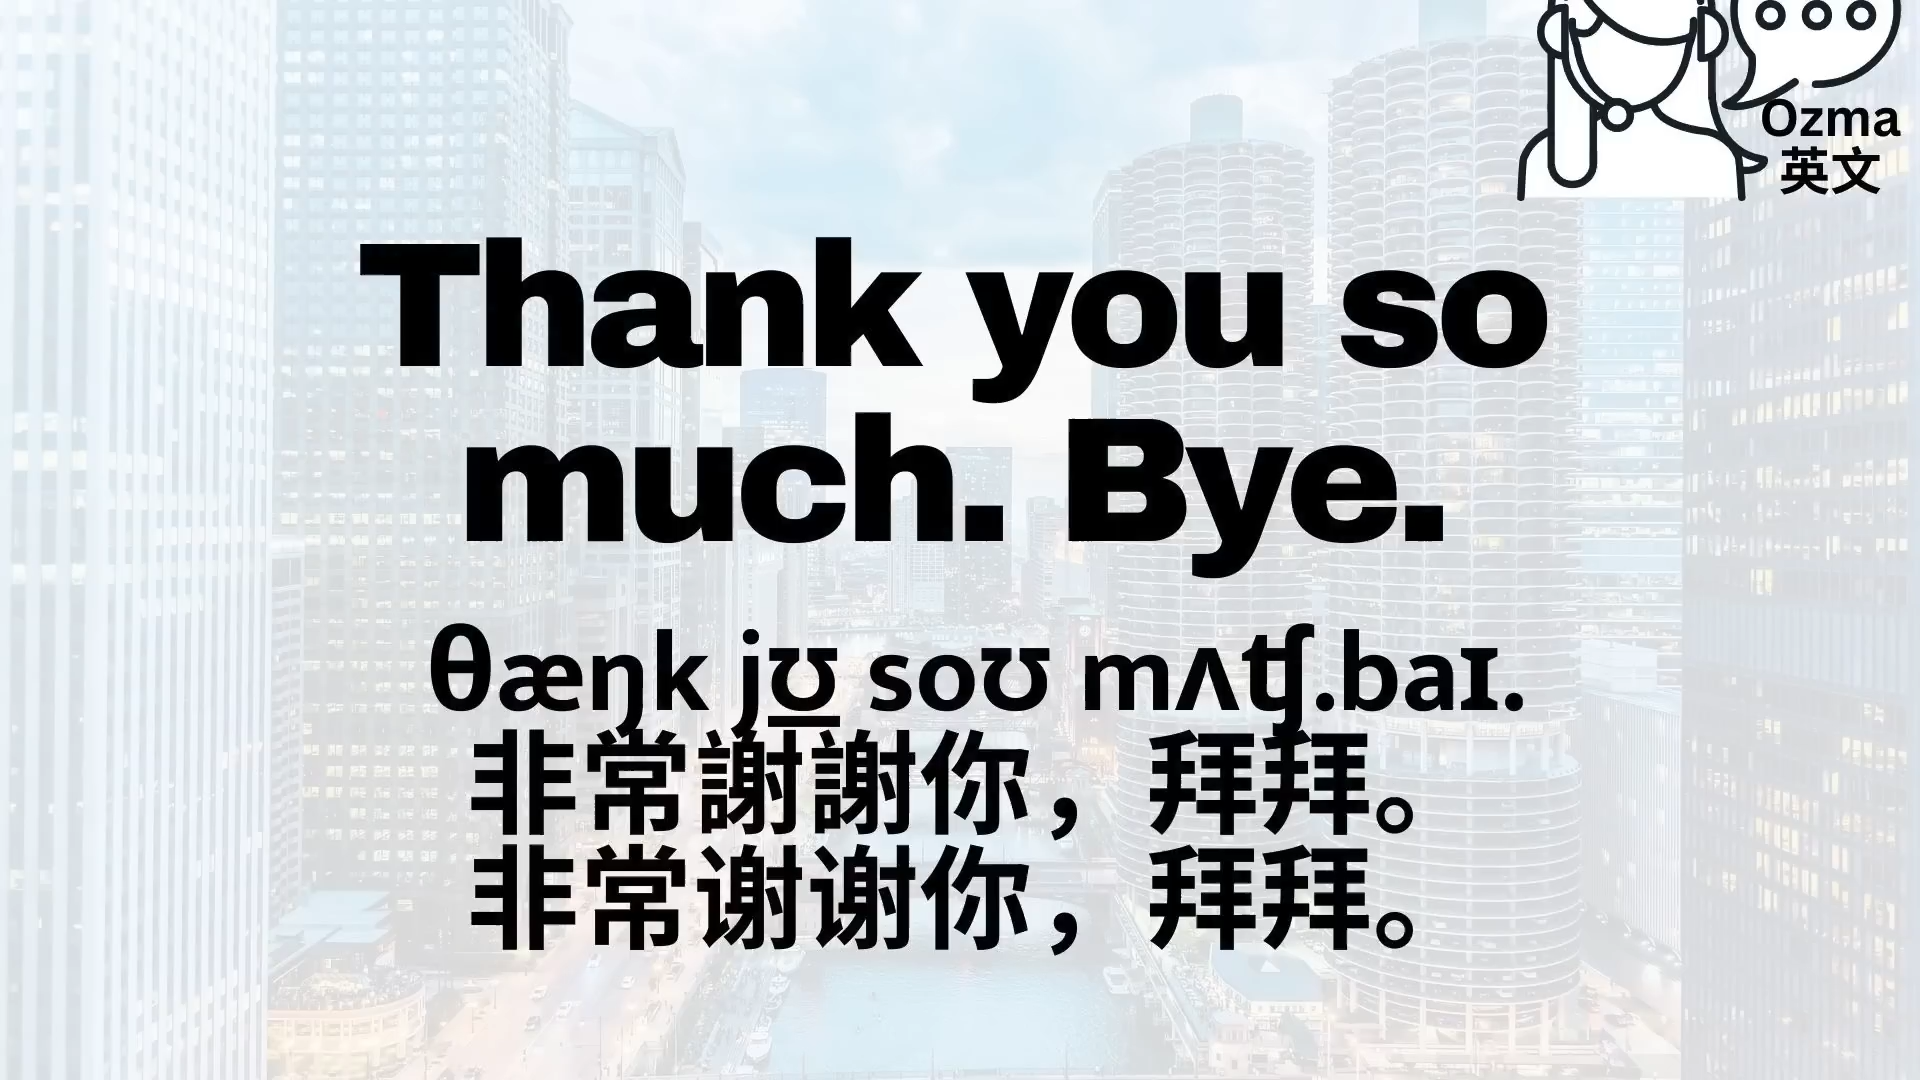 Ozma
英文
Thank you so
much. Bye.
θæŋk jʊ̲ soʊ mʌʧ.baɪ.
非常謝謝你，拜拜。
非常谢谢你，拜拜。